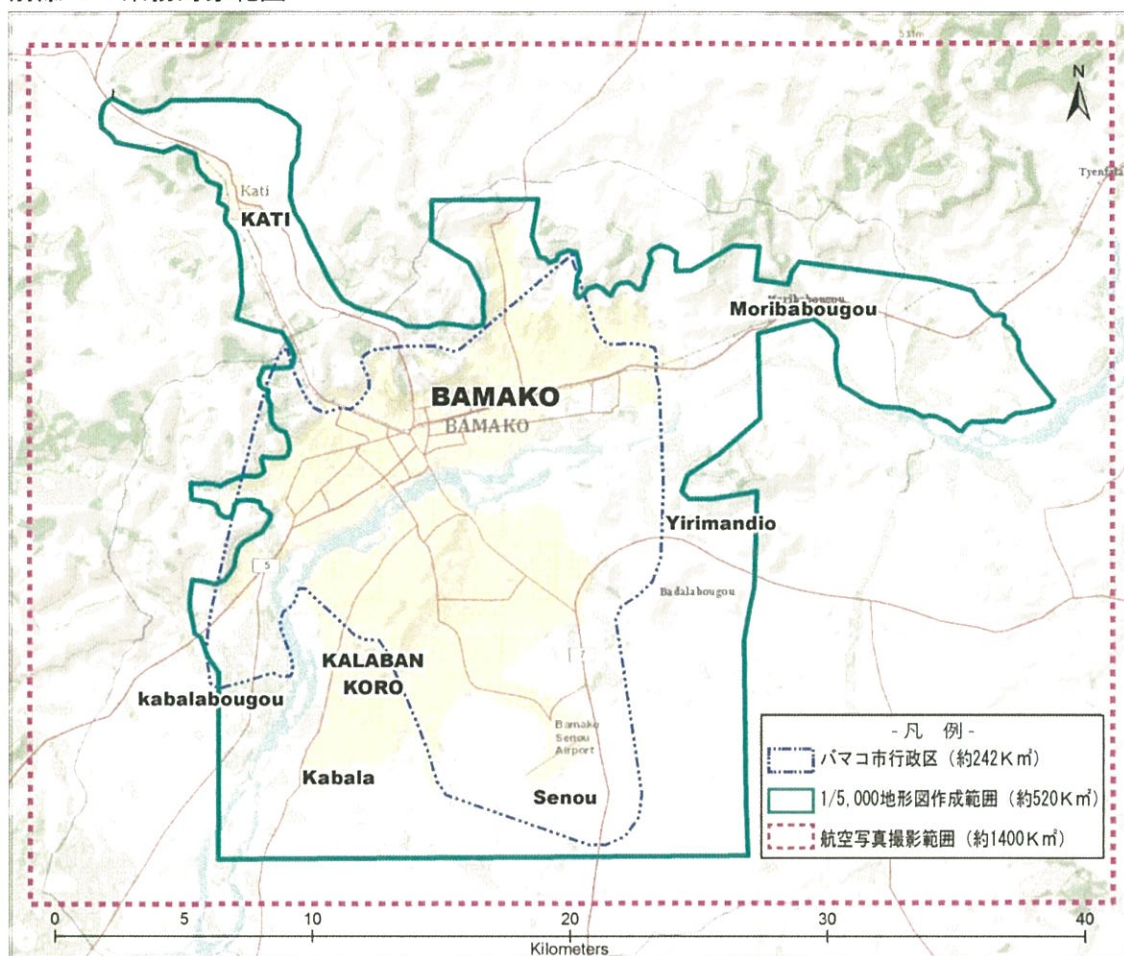 N
Kati
KATI
Moribabougou
BAMAKO
BAMAKO
Yirimandio
5
Badalabougou
KALABAN
KORO
7
kabalabougou
Bamako
Senou
Airport
Kabala
Senou
- 凡 例 -
バマコ市行政区 (約242K㎡)
1/5,000地形図作成範囲 (約520K㎡)
航空写真撮影範囲 (約1400K㎡)
0 5 10 20 30 40
Kilometers